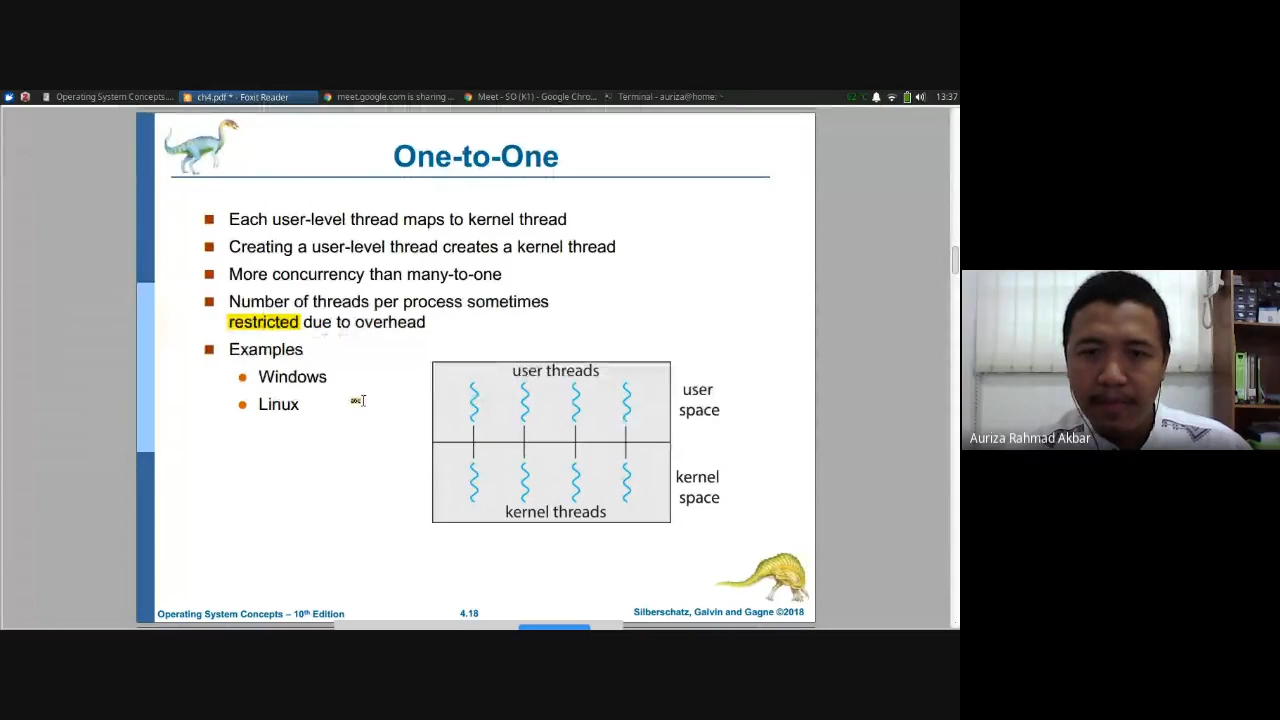 Operating System Concepts...
ch4.pdf * - Foxit Reader
meet.google.com is sharing ...
Meet - SO (K1) - Google Chro...
Terminal - auriza@home: ~
62°C
13:37
One-to-One
Each user-level thread maps to kernel thread
Creating a user-level thread creates a kernel thread
More concurrency than many-to-one
Number of threads per process sometimes
restricted due to overhead
Examples
Windows
Linux
user threads
user
space
kernel
space
kernel threads
Operating System Concepts – 10th Edition
4.18
Silberschatz, Galvin and Gagne ©2018
Auriza Rahmad Akbar